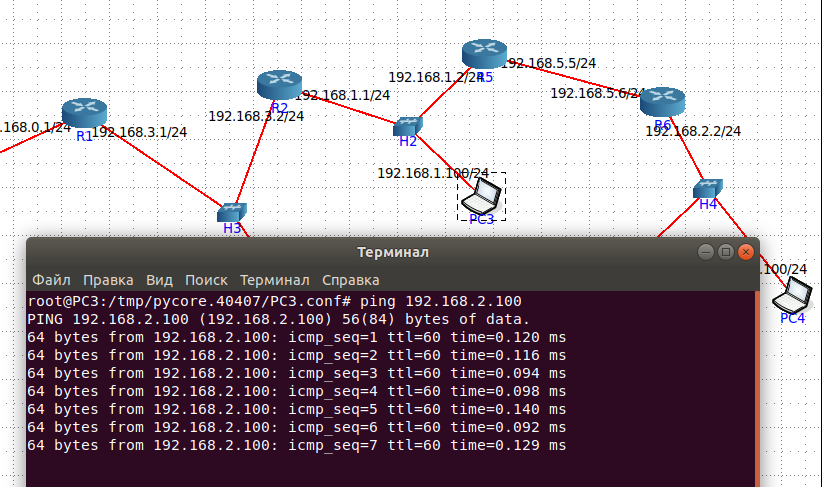 R5
192.168.5.5/24
192.168.1.2/24
R2
192.168.1.1/24
192.168.5.6/24
R6
.168.0.1/24
R1
192.168.3.1/24
192.168.3.2/24
H2
192.168.2.2/24
192.168.1.100/24
PC3
H4
H3
.100/24
PC4
Терминал
Файл Правка Вид Поиск Терминал Справка
root@PC3:/tmp/pycore.40407/PC3.conf# ping 192.168.2.100
PING 192.168.2.100 (192.168.2.100) 56(84) bytes of data.
64 bytes from 192.168.2.100: icmp_seq=1 ttl=60 time=0.120 ms
64 bytes from 192.168.2.100: icmp_seq=2 ttl=60 time=0.116 ms
64 bytes from 192.168.2.100: icmp_seq=3 ttl=60 time=0.094 ms
64 bytes from 192.168.2.100: icmp_seq=4 ttl=60 time=0.098 ms
64 bytes from 192.168.2.100: icmp_seq=5 ttl=60 time=0.140 ms
64 bytes from 192.168.2.100: icmp_seq=6 ttl=60 time=0.092 ms
64 bytes from 192.168.2.100: icmp_seq=7 ttl=60 time=0.129 ms